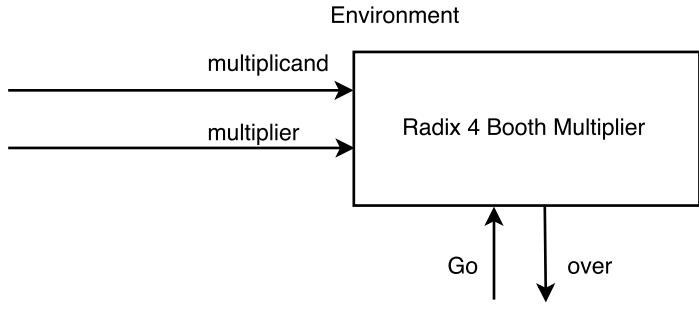 Environment
multiplicand
multiplier
Radix 4 Booth Multiplier
Go
over